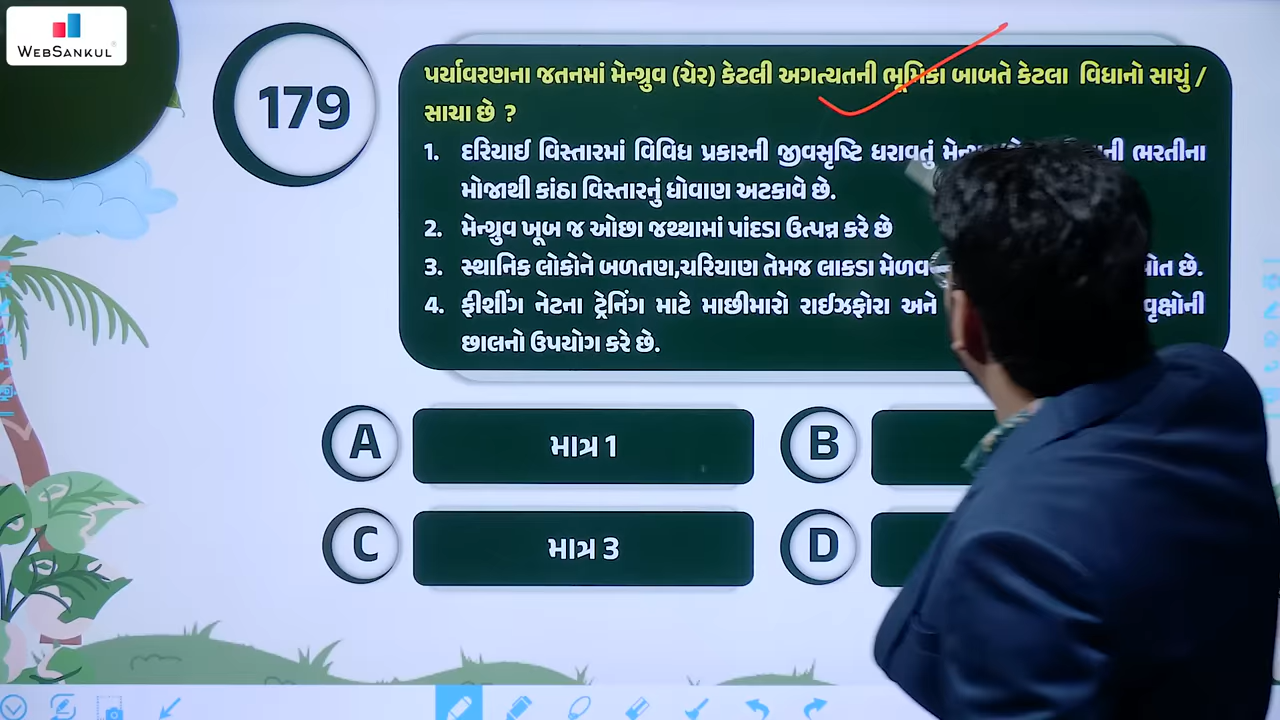 WEBSANKUL
179
પર્યાવરણના જતનમાં મેન્ગ્રુવ (ચેર) કેટલી અગત્યતની ભૂમિકા બાબતે કેટલા વિધાનો સાચું /
સાચા છે ?
1. દરિયાઈ વિસ્તારમાં વિવિધ પ્રકારની જીવસૃષ્ટિ ધરાવતું ભરતીના
મોજાથી કાંઠા વિસ્તારનું ધોવાણ અટકાવે છે.
2. મેન્ગ્રુવ ખૂબ જ ઓછા જથ્થામાં પાંદડા ઉત્પન્ન કરે છે
3. સ્થાનિક લોકોને બળતણ,ચરિયાણ તેમજ લાકડા છે.
4. ફીશીંગ નેટના ટ્રેનિંગ માટે માછીમારો રાઈઝફોરા અને વૃક્ષોની
છાલનો ઉપયોગ કરે છે.
A માત્ર 1
B
C માત્ર 3
D